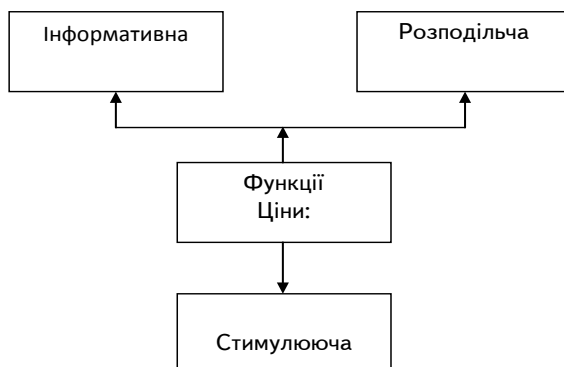 Інформативна
Розподільча
Функції
Ціни:
Стимулююча